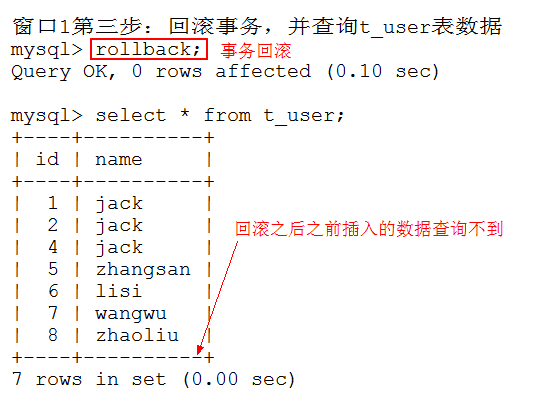 窗口1第三步：回滚事务，并查询t_user表数据
mysql> rollback; 事务回滚
Query OK, 0 rows affected (0.10 sec)
mysql> select * from t_user;
+----+----------+
| id | name     |
+----+----------+
|  1 | jack     |
|  2 | jack     |
|  4 | jack     |
|  5 | zhangsan |
|  6 | lisi     |
|  7 | wangwu   |
|  8 | zhaoliu  |
+----+----------+
回滚之后之前插入的数据查询不到
7 rows in set (0.00 sec)